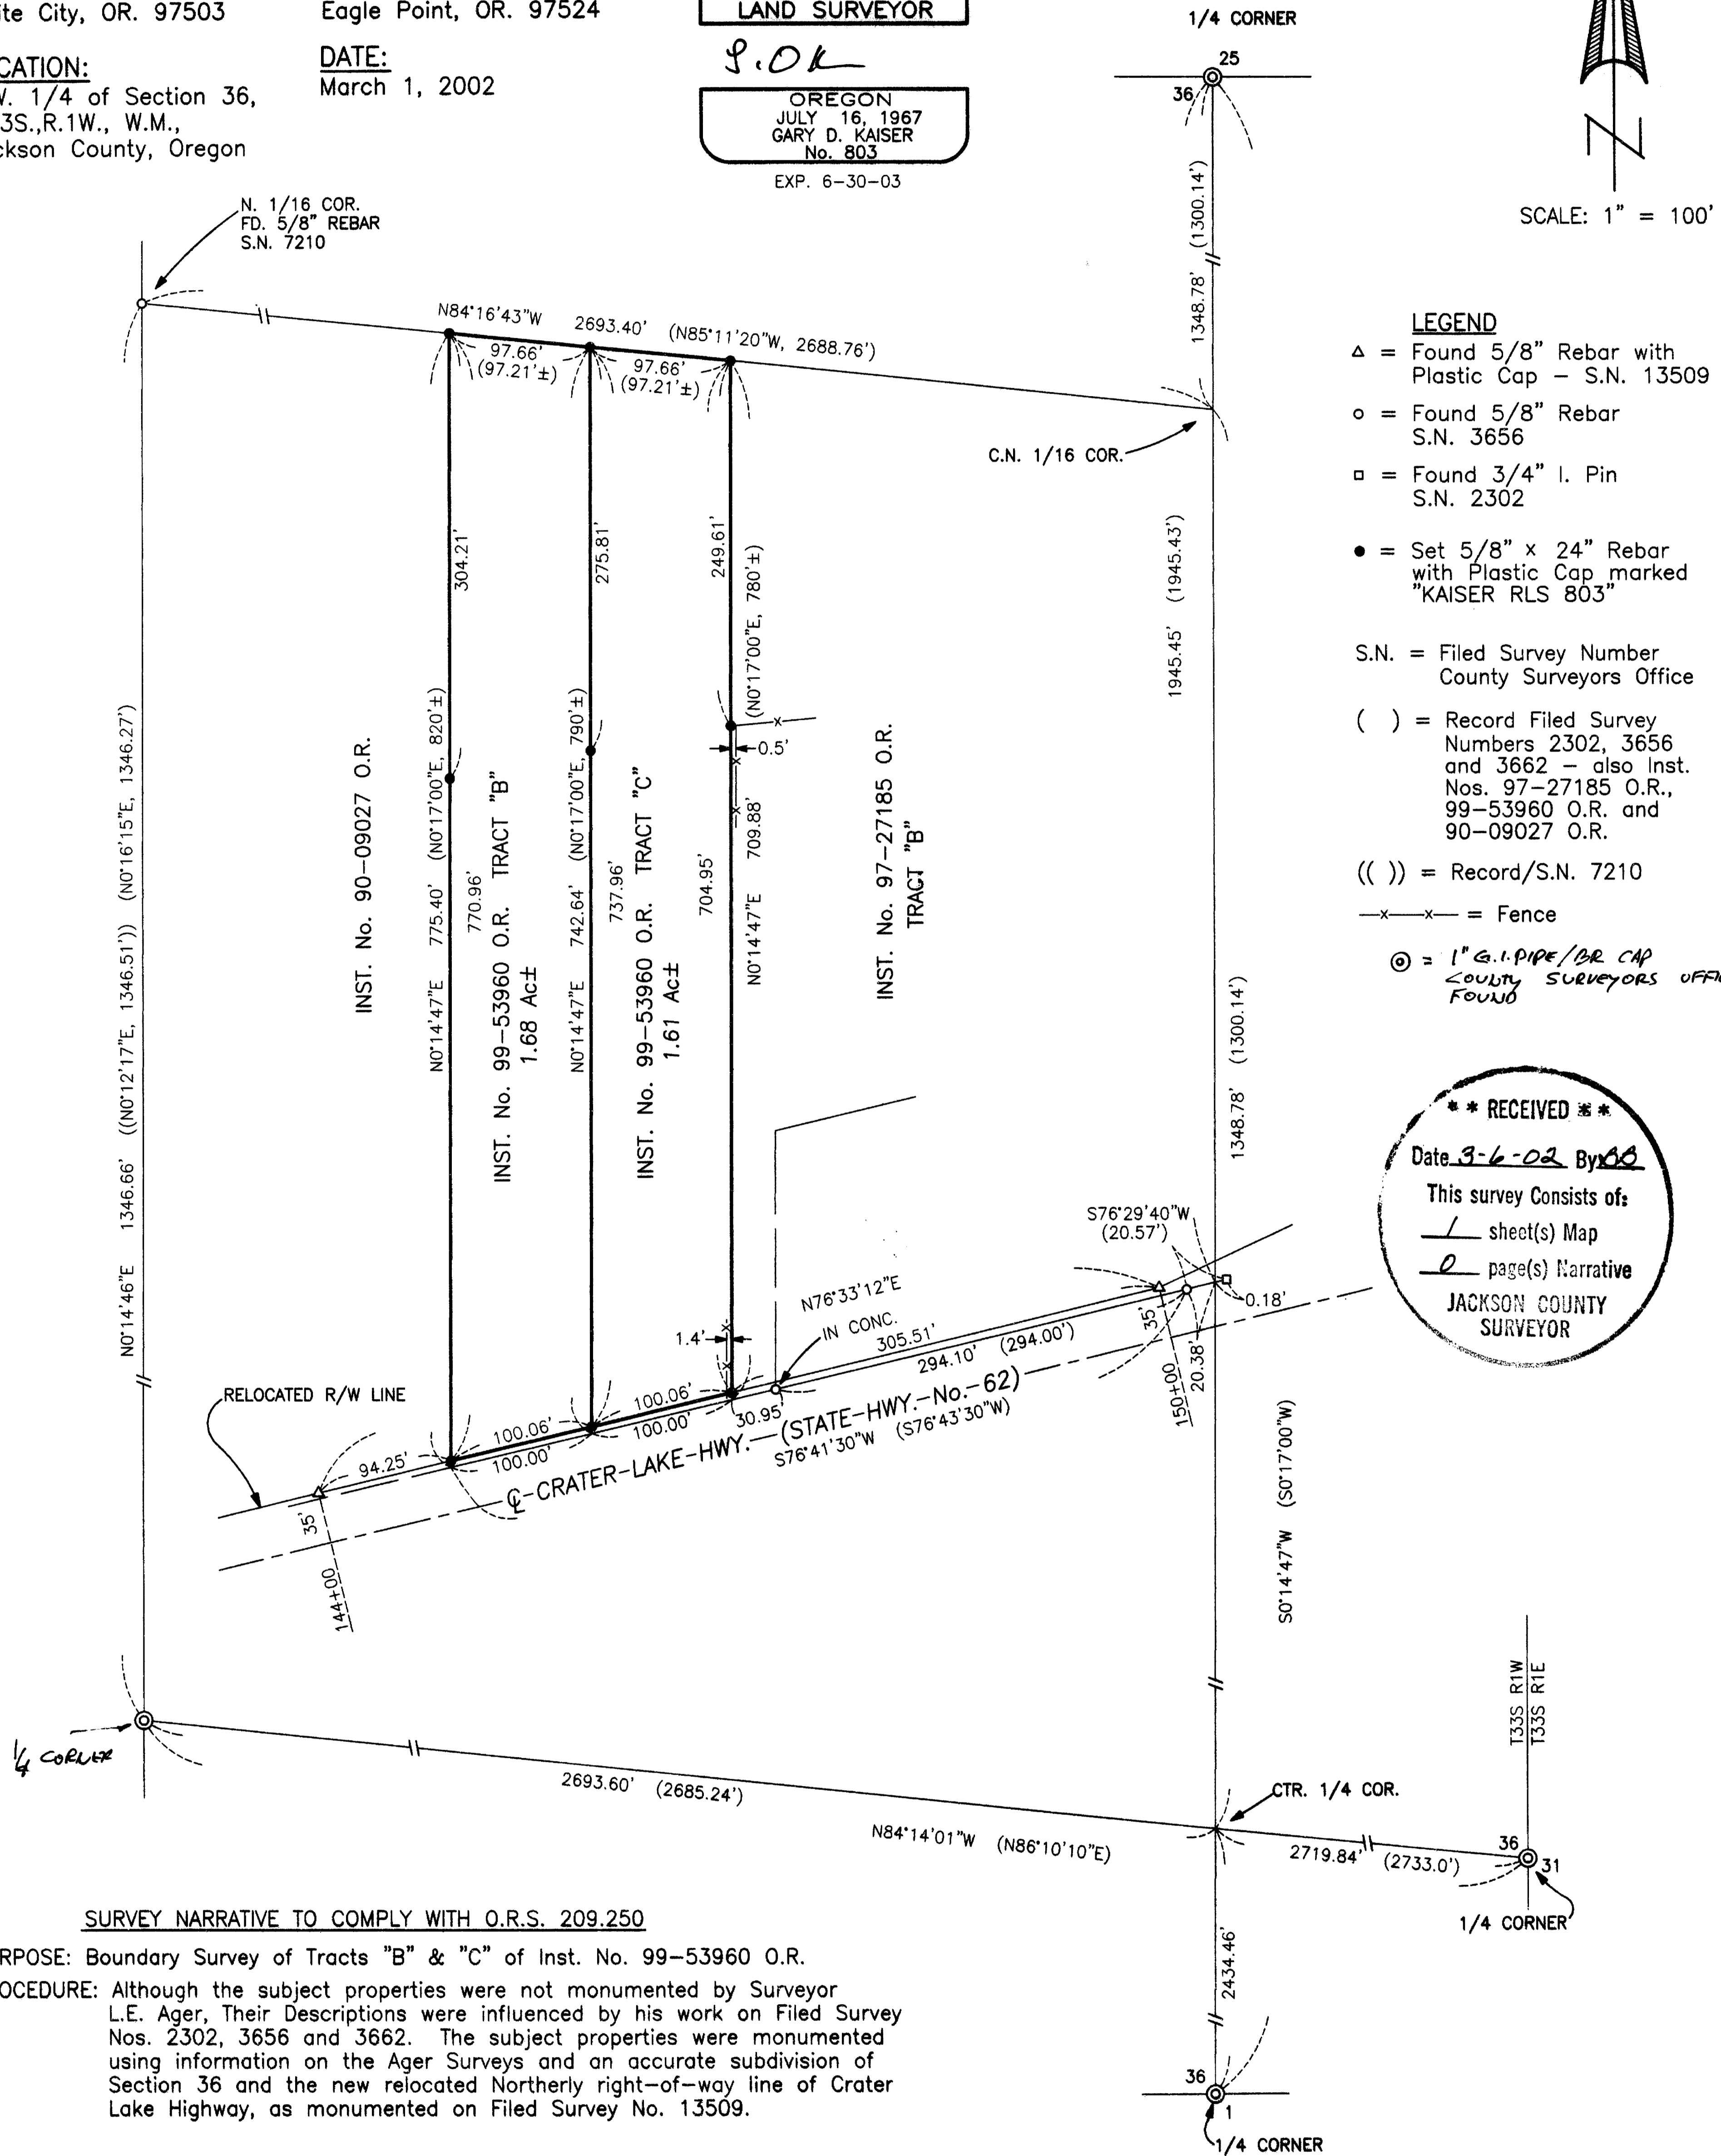 ite City, OR. 97503
Eagle Point, OR. 97524
LAND SURVEYOR
1/4 CORNER
CATION:
W. 1/4 of Section 36,
3S.,R.1W., W.M.,
ckson County, Oregon
DATE:
March 1, 2002
OREGON
JULY 16, 1967
GARY D. KAISER
No. 803
EXP. 6-30-03
25
36
SCALE: 1" = 100'
N. 1/16 COR.
FD. 5/8" REBAR
S.N. 7210
1348.78' (1300.14')
N84°16'43"W 2693.40' (N85°11'20"W, 2688.76')
97.66'
(97.21'±)
97.66'
(97.21'±)
C.N. 1/16 COR.
LEGEND
△ = Found 5/8" Rebar with
Plastic Cap – S.N. 13509
○ = Found 5/8" Rebar
S.N. 3656
□ = Found 3/4" I. Pin
S.N. 2302
● = Set 5/8" x 24" Rebar
with Plastic Cap marked
"KAISER RLS 803"
S.N. = Filed Survey Number
County Surveyors Office
( ) = Record Filed Survey
Numbers 2302, 3656
and 3662 – also Inst.
Nos. 97-27185 O.R.,
99-53960 O.R. and
90-09027 O.R.
(( )) = Record/S.N. 7210
—x——x— = Fence
◎ = 1" G.I. PIPE/BR CAP
COUNTY SURVEYORS
FOUND
304.21'
275.81'
249.61'
(N0°17'00"E, 780'±)
1945.45' (1945.43')
N0°14'46"E 1346.66' ((N0°12'17"E, 1346.51')) (N0°16'15"E, 1346.27')
INST. No. 90-09027 O.R.
N0°14'47"E 775.40' (N0°17'00"E, 820'±)
770.96'
INST. No. 99-53960 O.R. TRACT "B"
1.68 Ac±
N0°14'47"E 742.64' (N0°17'00"E, 790'±)
737.96'
INST. No. 99-53960 O.R. TRACT "C"
1.61 Ac±
0.5'
704.95'
N0°14'47"E 709.88'
INST. No. 97-27185 O.R.
TRACT "B"
1348.78' (1300.14')
* * RECEIVED * *
Date 3-6-02 By
This survey Consists of:
1 sheet(s) Map
0 page(s) Narrative
JACKSON COUNTY
SURVEYOR
S76°29'40"W
(20.57')
0.18'
N76°33'12"E
IN CONC.
305.51'
294.10' (294.00')
35'
150+00
20.38'
1.4'
RELOCATED R/W LINE
94.25'
100.06'
100.00'
100.06'
100.00'
30.95'
℄-CRATER-LAKE-HWY.-(STATE-HWY.-No.-62)
S76°41'30"W (S76°43'30"W)
35'
144+00
S0°14'47"W (S0°17'00"W)
T33S R1W
T33S R1E
1/4 CORNER
2693.60' (2685.24')
N84°14'01"W (N86°10'10"E)
CTR. 1/4 COR.
2719.84' (2733.0')
36
31
1/4 CORNER
2434.46'
36
1
1/4 CORNER
SURVEY NARRATIVE TO COMPLY WITH O.R.S. 209.250
RPOSE: Boundary Survey of Tracts "B" & "C" of Inst. No. 99-53960 O.R.
OCEDURE: Although the subject properties were not monumented by Surveyor
L.E. Ager, Their Descriptions were influenced by his work on Filed Survey
Nos. 2302, 3656 and 3662. The subject properties were monumented
using information on the Ager Surveys and an accurate subdivision of
Section 36 and the new relocated Northerly right-of-way line of Crater
Lake Highway, as monumented on Filed Survey No. 13509.